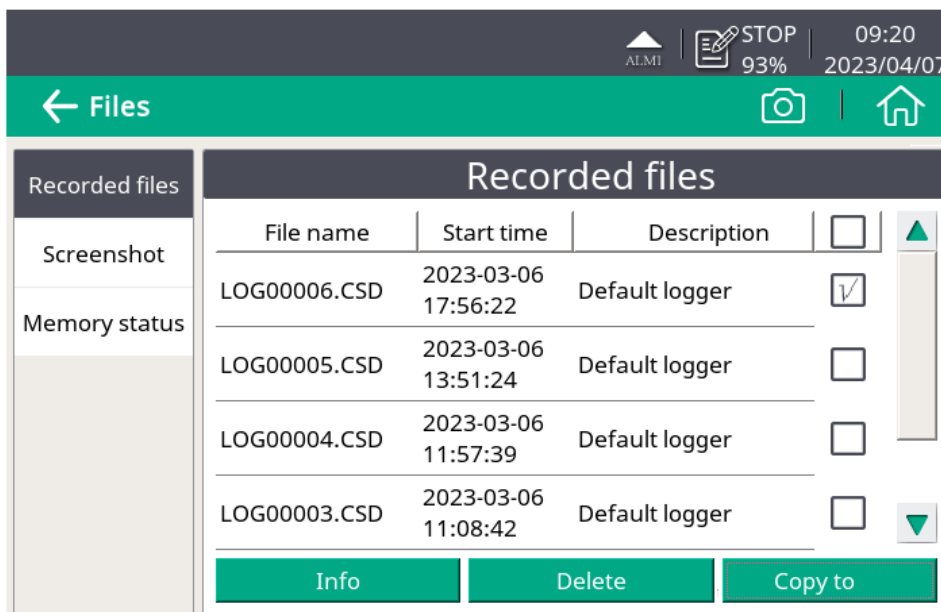 ALMI
STOP
93%
09:20
2023/04/07
Files
Recorded files
Screenshot
Memory status
Recorded files
File name Start time Description
LOG00006.CSD 2023-03-06 17:56:22 Default logger
LOG00005.CSD 2023-03-06 13:51:24 Default logger
LOG00004.CSD 2023-03-06 11:57:39 Default logger
LOG00003.CSD 2023-03-06 11:08:42 Default logger
Info Delete Copy to